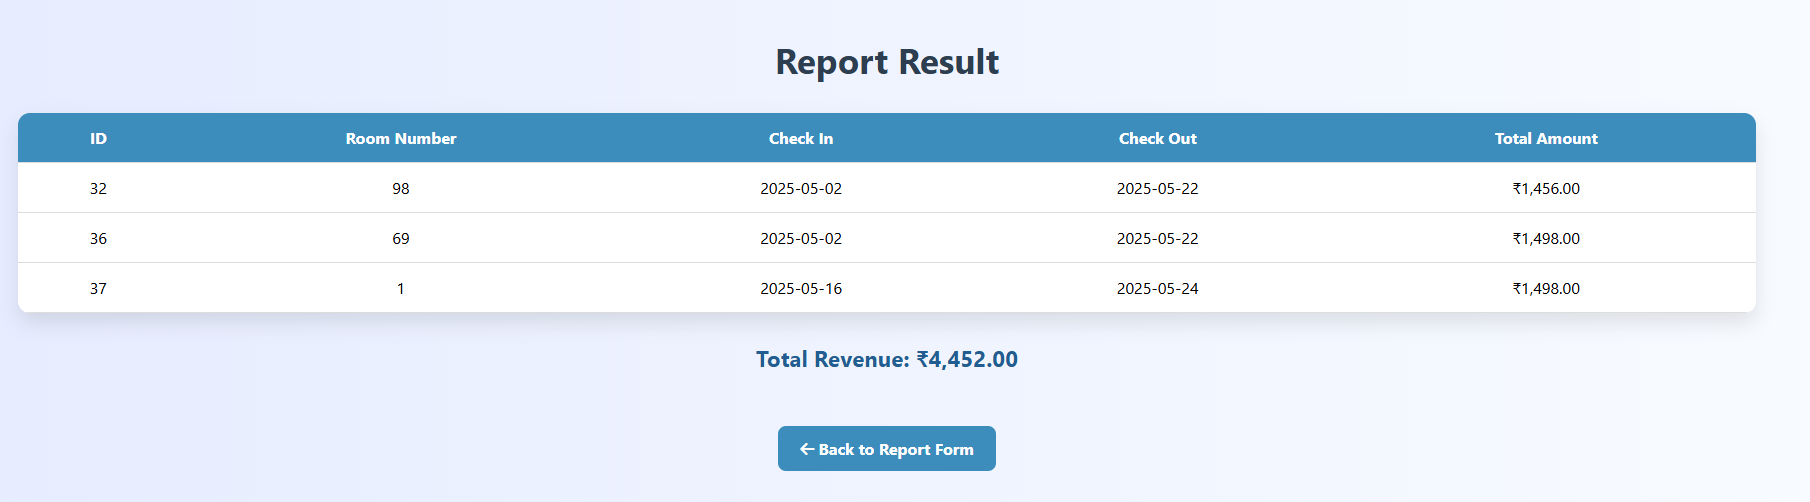 Report Result
ID Room Number Check In Check Out Total Amount
32 98 2025-05-02 2025-05-22 ₹1,456.00
36 69 2025-05-02 2025-05-22 ₹1,498.00
37 1 2025-05-16 2025-05-24 ₹1,498.00
Total Revenue: ₹4,452.00
← Back to Report Form